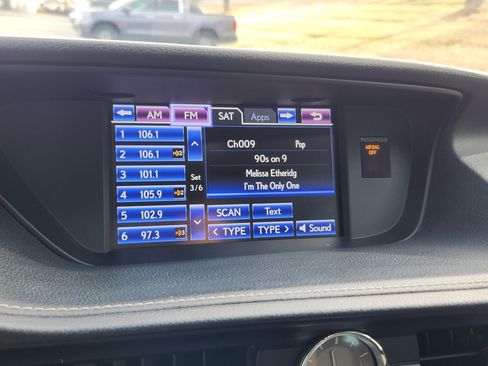 AM FM SAT Apps
1 106.1
2 106.1 HD2
3 101.1
4 105.9 HD2
5 102.9
6 97.3 HD3
Set
3/6
Ch009 Pop
90s on 9
Melissa Etheridg
I'm The Only One
SCAN Text
< TYPE TYPE > Sound
PASSENGER
AIR BAG
OFF